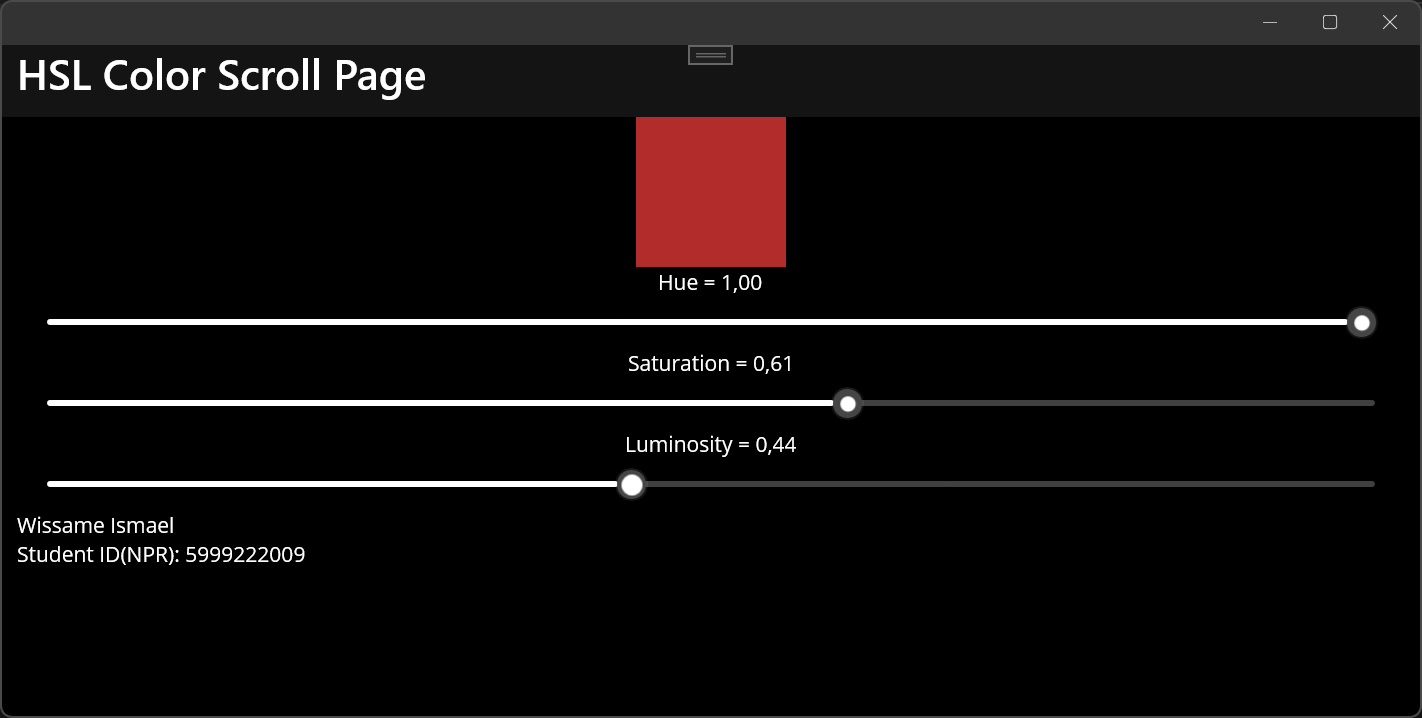 HSL Color Scroll Page
Hue = 1,00
Saturation = 0,61
Luminosity = 0,44
Wissame Ismael
Student ID(NPR): 5999222009